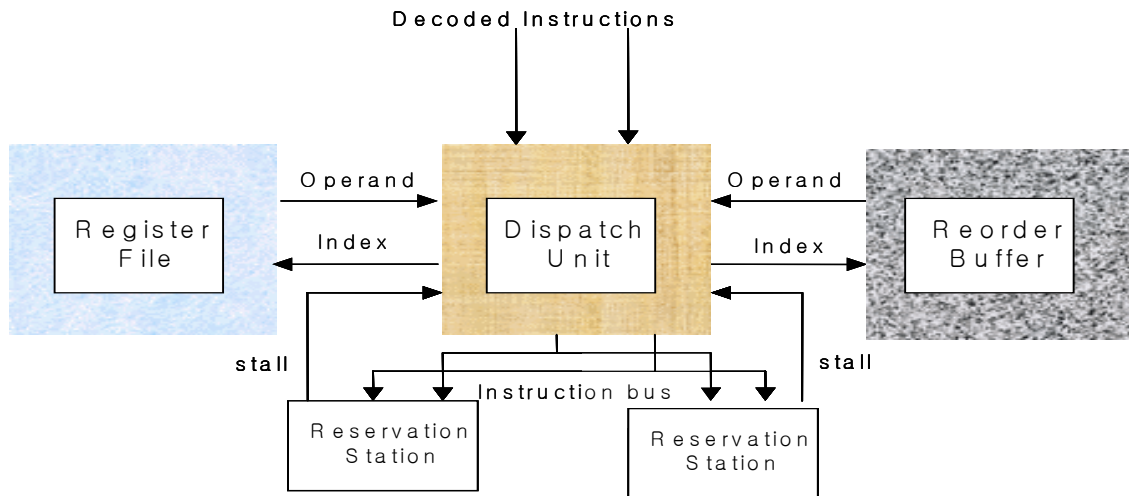 Decoded Instructions
Operand
Operand
Register
File
Dispatch
Unit
Reorder
Buffer
Index
Index
stall
stall
Instruction bus
Reservation
Station
Reservation
Station